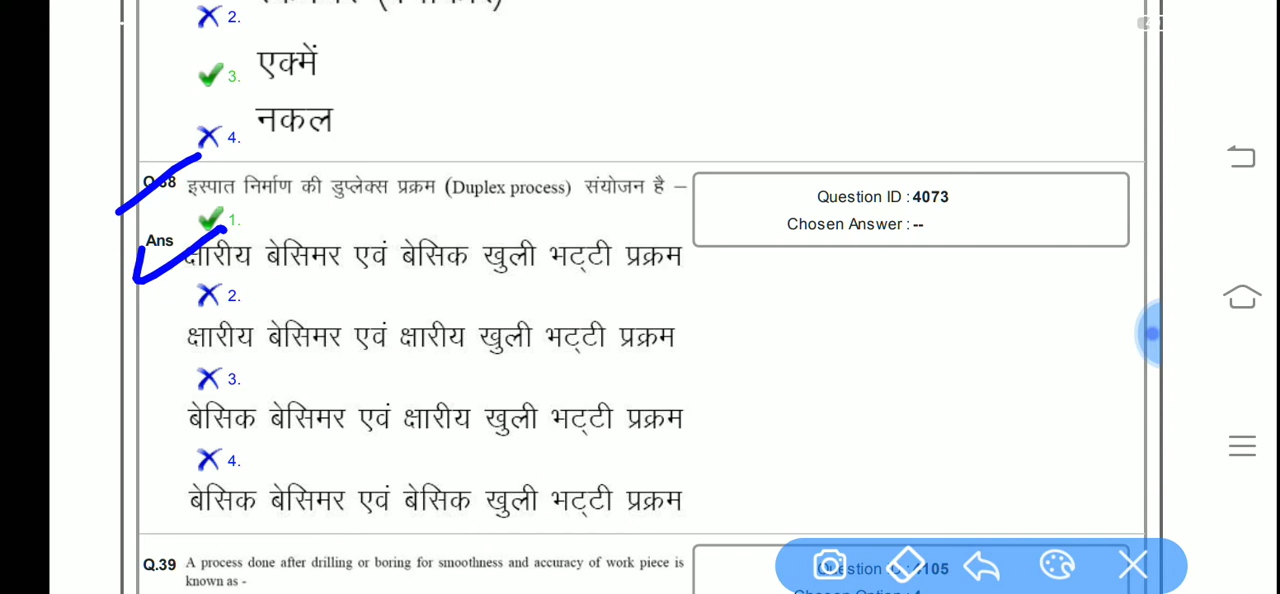 2.
3. एक्में
4. नकल
Q.38 इस्पात निर्माण की डुप्लेक्स प्रक्रम (Duplex process) संयोजन है –
Question ID : 4073
Chosen Answer : --
Ans
1.
क्षारीय बेसिमर एवं बेसिक खुली भट्टी प्रक्रम
2.
क्षारीय बेसिमर एवं क्षारीय खुली भट्टी प्रक्रम
3.
बेसिक बेसिमर एवं क्षारीय खुली भट्टी प्रक्रम
4.
बेसिक बेसिमर एवं बेसिक खुली भट्टी प्रक्रम
Q.39 A process done after drilling or boring for smoothness and accuracy of work piece is
known as -